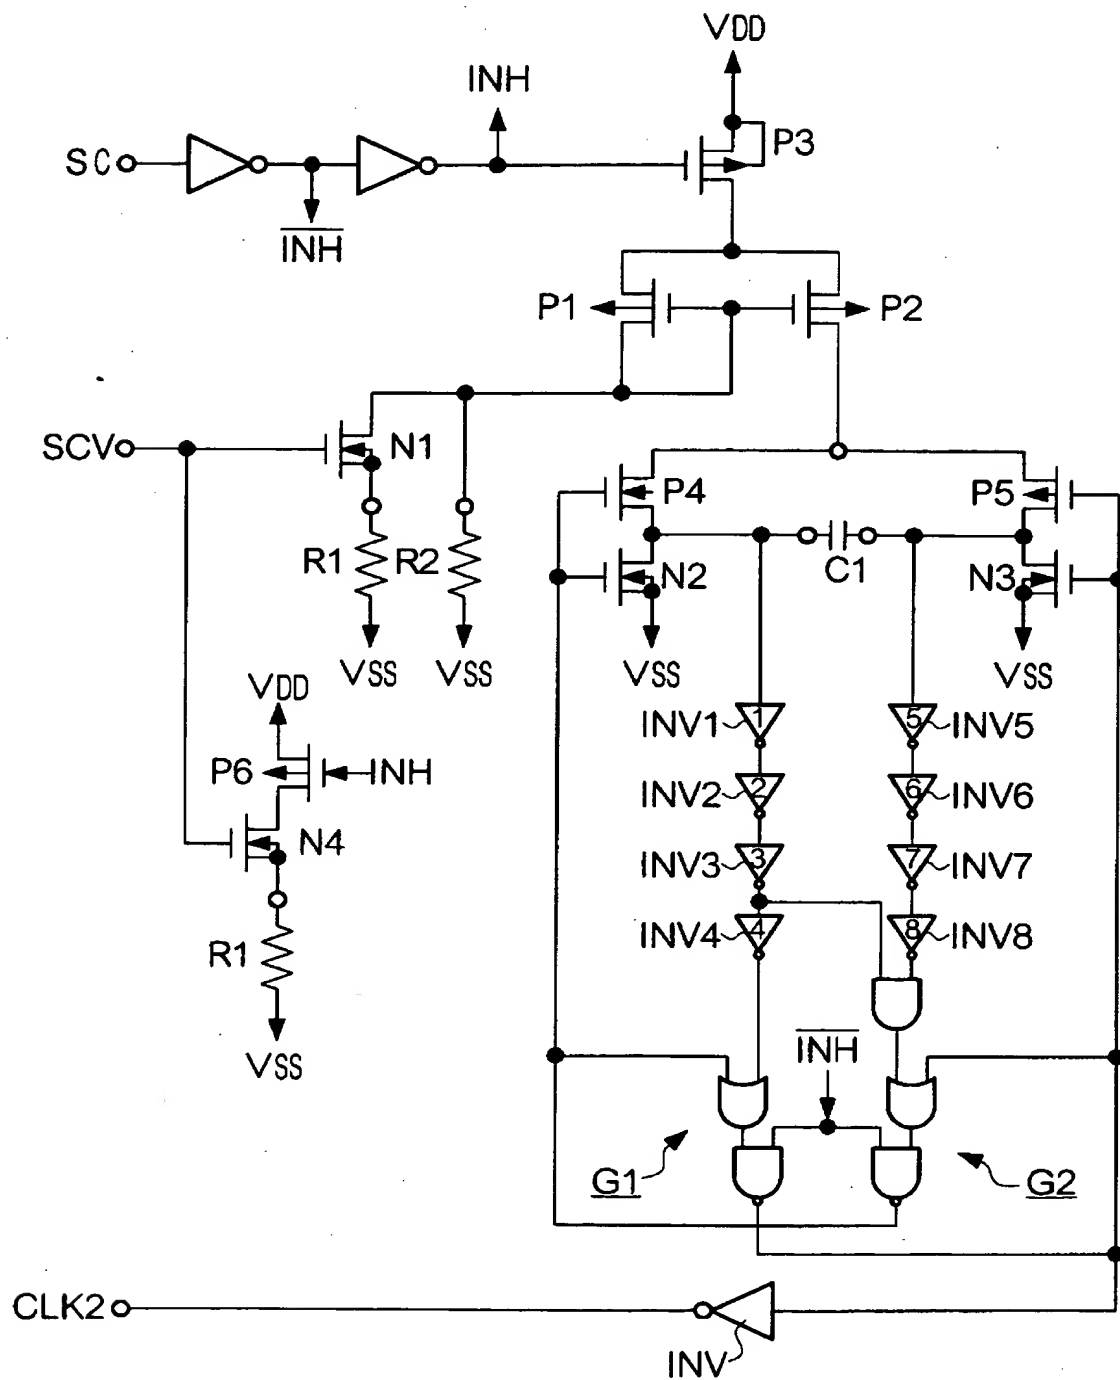 VDD
INH
SC
P3
INH
P1
P2
SCV
N1
P4
P5
R1
R2
N2
C1
N3
VSS
VSS
VSS
VSS
VDD
INV1
1
5
INV5
P6
INH
INV2
2
6
INV6
N4
INV3
3
7
INV7
INV4
4
8
INV8
R1
VSS
INH
G1
G2
CLK2
INV